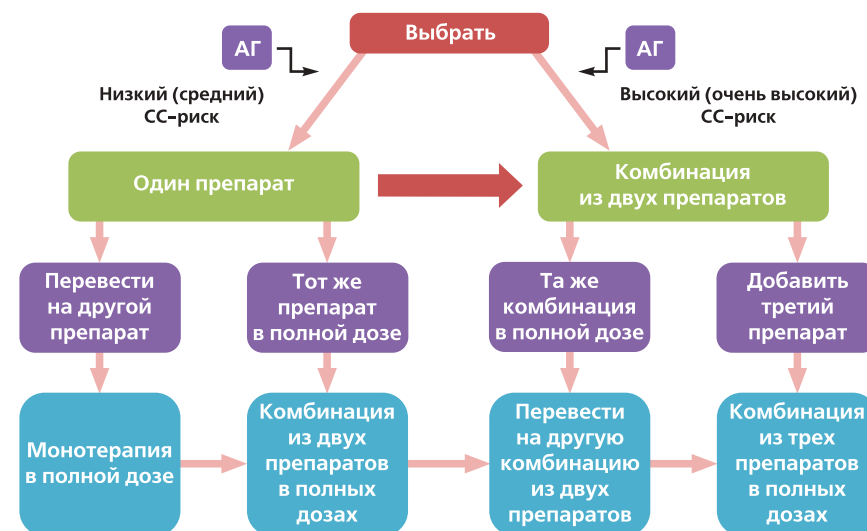 Выбрать
АГ
АГ
Низкий (средний)
СС-риск
Высокий (очень высокий)
СС-риск
Один препарат
Комбинация
из двух препаратов
Перевести
на другой
препарат
Тот же
препарат
в полной дозе
Та же
комбинация
в полной дозе
Добавить
третий
препарат
Монотерапия
в полной дозе
Комбинация
из двух
препаратов
в полных
дозах
Перевести
на другую
комбинацию
из двух
препаратов
Комбинация
из трех
препаратов
в полных
дозах